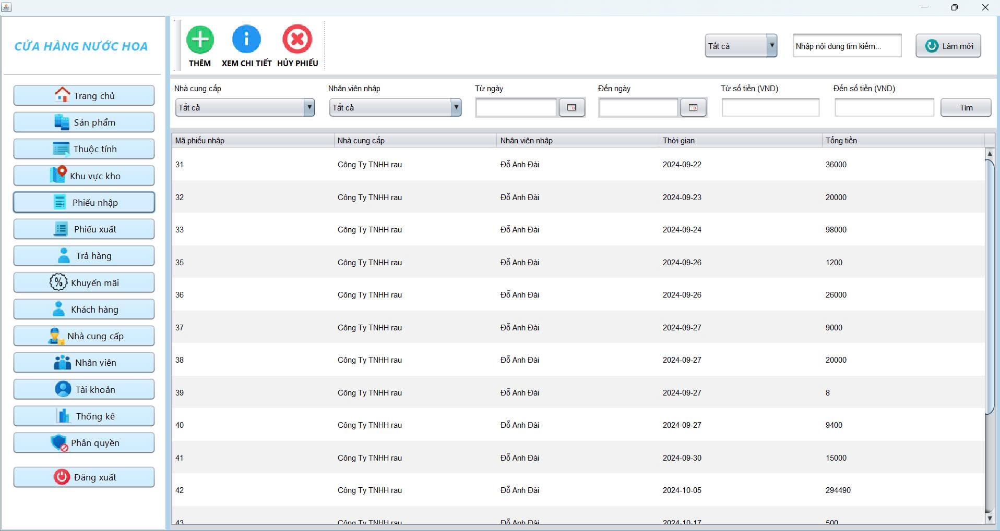 CỬA HÀNG NƯỚC HOA
Trang chủ
Sản phẩm
Thuộc tính
Khu vực kho
Phiếu nhập
Phiếu xuất
Trả hàng
Khuyến mãi
Khách hàng
Nhà cung cấp
Nhân viên
Tài khoản
Thống kê
Phân quyền
Đăng xuất
THÊM XEM CHI TIẾT HỦY PHIẾU
Tất cả Nhập nội dung tìm kiếm... Làm mới
Nhà cung cấp Nhân viên nhập Từ ngày Đến ngày Từ số tiền (VND) Đến số tiền (VND)
Tất cả Tất cả Tìm
Mã phiếu nhập Nhà cung cấp Nhân viên nhập Thời gian Tổng tiền
31 Công Ty TNHH rau Đỗ Anh Đài 2024-09-22 36000
32 Công Ty TNHH rau Đỗ Anh Đài 2024-09-23 20000
33 Công Ty TNHH rau Đỗ Anh Đài 2024-09-24 98000
35 Công Ty TNHH rau Đỗ Anh Đài 2024-09-26 1200
36 Công Ty TNHH rau Đỗ Anh Đài 2024-09-26 26000
37 Công Ty TNHH rau Đỗ Anh Đài 2024-09-27 9000
38 Công Ty TNHH rau Đỗ Anh Đài 2024-09-27 20000
39 Công Ty TNHH rau Đỗ Anh Đài 2024-09-27 8
40 Công Ty TNHH rau Đỗ Anh Đài 2024-09-27 9400
41 Công Ty TNHH rau Đỗ Anh Đài 2024-09-30 15000
42 Công Ty TNHH rau Đỗ Anh Đài 2024-10-05 294490
43 Công Ty TNHH rau Đỗ Anh Đài 2024-10-17 500